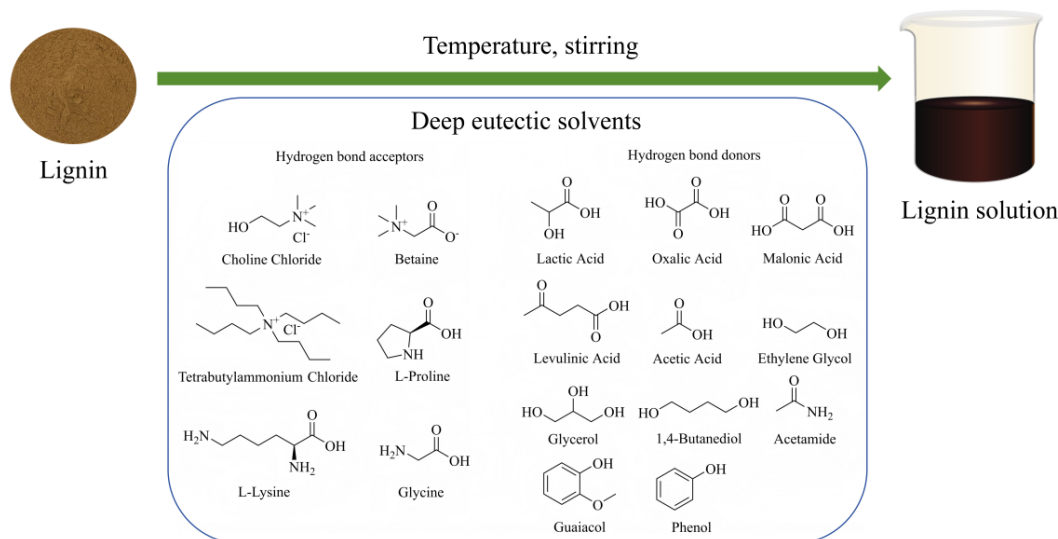 Temperature, stirring
Lignin
Deep eutectic solvents
Hydrogen bond acceptors
Hydrogen bond donors
HO
N⁺
Cl⁻
Choline Chloride
N⁺
O
O⁻
Betaine
O
OH
OH
Lactic Acid
O
HO
OH
O
Oxalic Acid
O
O
HO
OH
Malonic Acid
Lignin solution
N⁺
Cl⁻
Tetrabutylammonium Chloride
O
OH
NH
L-Proline
O
OH
O
Levulinic Acid
O
OH
Acetic Acid
HO
OH
Ethylene Glycol
H₂N
O
OH
NH₂
L-Lysine
H₂N
O
OH
Glycine
OH
HO
OH
Glycerol
HO
OH
1,4-Butanediol
O
NH₂
Acetamide
OH
O
Guaiacol
OH
Phenol